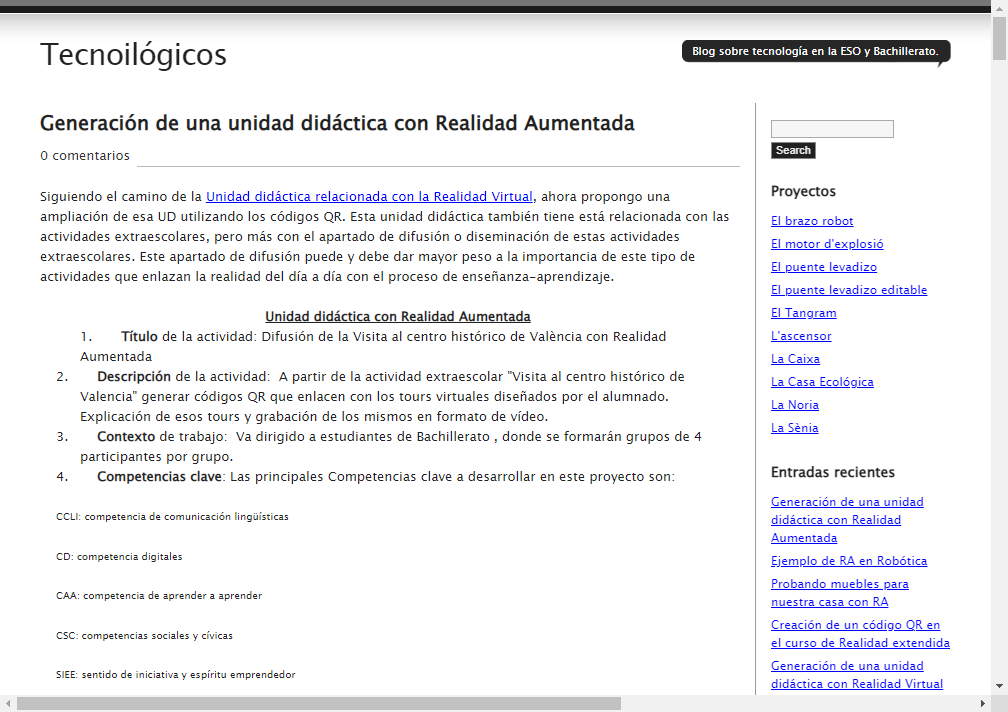 Tecnoilógicos
Blog sobre tecnología en la ESO y Bachillerato.
Generación de una unidad didáctica con Realidad Aumentada
0 comentarios
Siguiendo el camino de la Unidad didáctica relacionada con la Realidad Virtual, ahora propongo una
ampliación de esa UD utilizando los códigos QR. Esta unidad didáctica también tiene está relacionada con las
actividades extraescolares, pero más con el apartado de difusión o diseminación de estas actividades
extraescolares. Este apartado de difusión puede y debe dar mayor peso a la importancia de este tipo de
actividades que enlazan la realidad del día a día con el proceso de enseñanza-aprendizaje.
Unidad didáctica con Realidad Aumentada
1. Título de la actividad: Difusión de la Visita al centro histórico de València con Realidad
Aumentada
2. Descripción de la actividad: A partir de la actividad extraescolar "Visita al centro histórico de
Valencia" generar códigos QR que enlacen con los tours virtuales diseñados por el alumnado.
Explicación de esos tours y grabación de los mismos en formato de vídeo.
3. Contexto de trabajo: Va dirigido a estudiantes de Bachillerato , donde se formarán grupos de 4
participantes por grupo.
4. Competencias clave: Las principales Competencias clave a desarrollar en este proyecto son:
CCLI: competencia de comunicación lingüísticas
CD: competencia digitales
CAA: competencia de aprender a aprender
CSC: competencias sociales y cívicas
SIEE: sentido de iniciativa y espíritu emprendedor
Search
Proyectos
El brazo robot
El motor d'explosió
El puente levadizo
El puente levadizo editable
El Tangram
L'ascensor
La Caixa
La Casa Ecológica
La Noria
La Sènia
Entradas recientes
Generación de una unidad
didáctica con Realidad
Aumentada
Ejemplo de RA en Robótica
Probando muebles para
nuestra casa con RA
Creación de un código QR en
el curso de Realidad extendida
Generación de una unidad
didáctica con Realidad Virtual